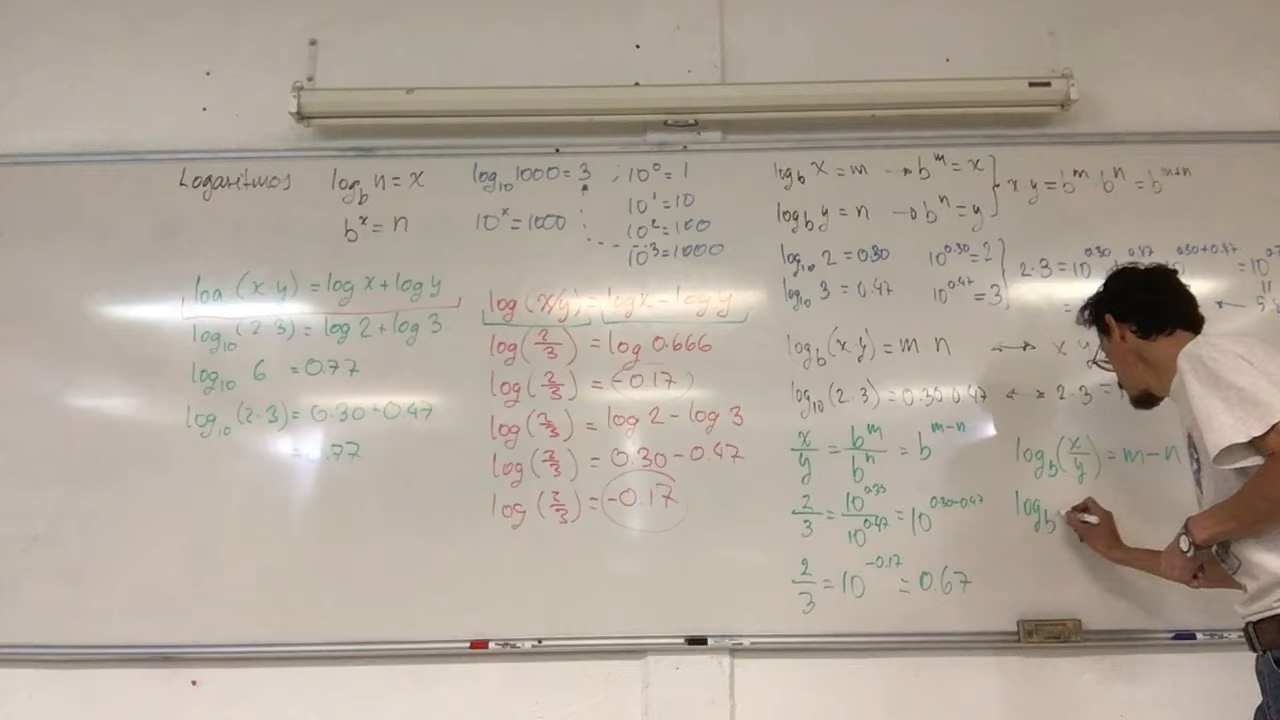 Logaritmos log_b n = x
b^x = n
log_10 1000 = 3 ; 10^0 = 1
10^1 = 10
10^x = 1000
10^2 = 100
10^3 = 1000
log (x·y) = log x + log y
log_10 (2·3) = log 2 + log 3
log_10 6 = 0.77
log_10 (2·3) = 0.30 + 0.47
= 0.77
log (x/y) = log x - log y
log (2/3) = log 0.666
log (2/3) = -0.17
log (2/3) = log 2 - log 3
log (2/3) = 0.30 - 0.47
log (2/3) = -0.17
log_b x = m → b^m = x
log_b y = n → b^n = y
x·y = b^m · b^n = b^(m+n)
log_10 2 = 0.30 10^0.30 = 2
log_10 3 = 0.47 10^0.47 = 3
2·3 = 10^0.30 10^(0.30+0.47)
log_b (x·y) = m n
log_10 (2·3) = 0.30 0.47 2·3 =
x/y = b^m/b^n = b^(m-n)
2/3 = 10^(0.30-0.47)
2/3 = 10^-0.17 = 0.67
log_b (x/y) = m - n
log_b